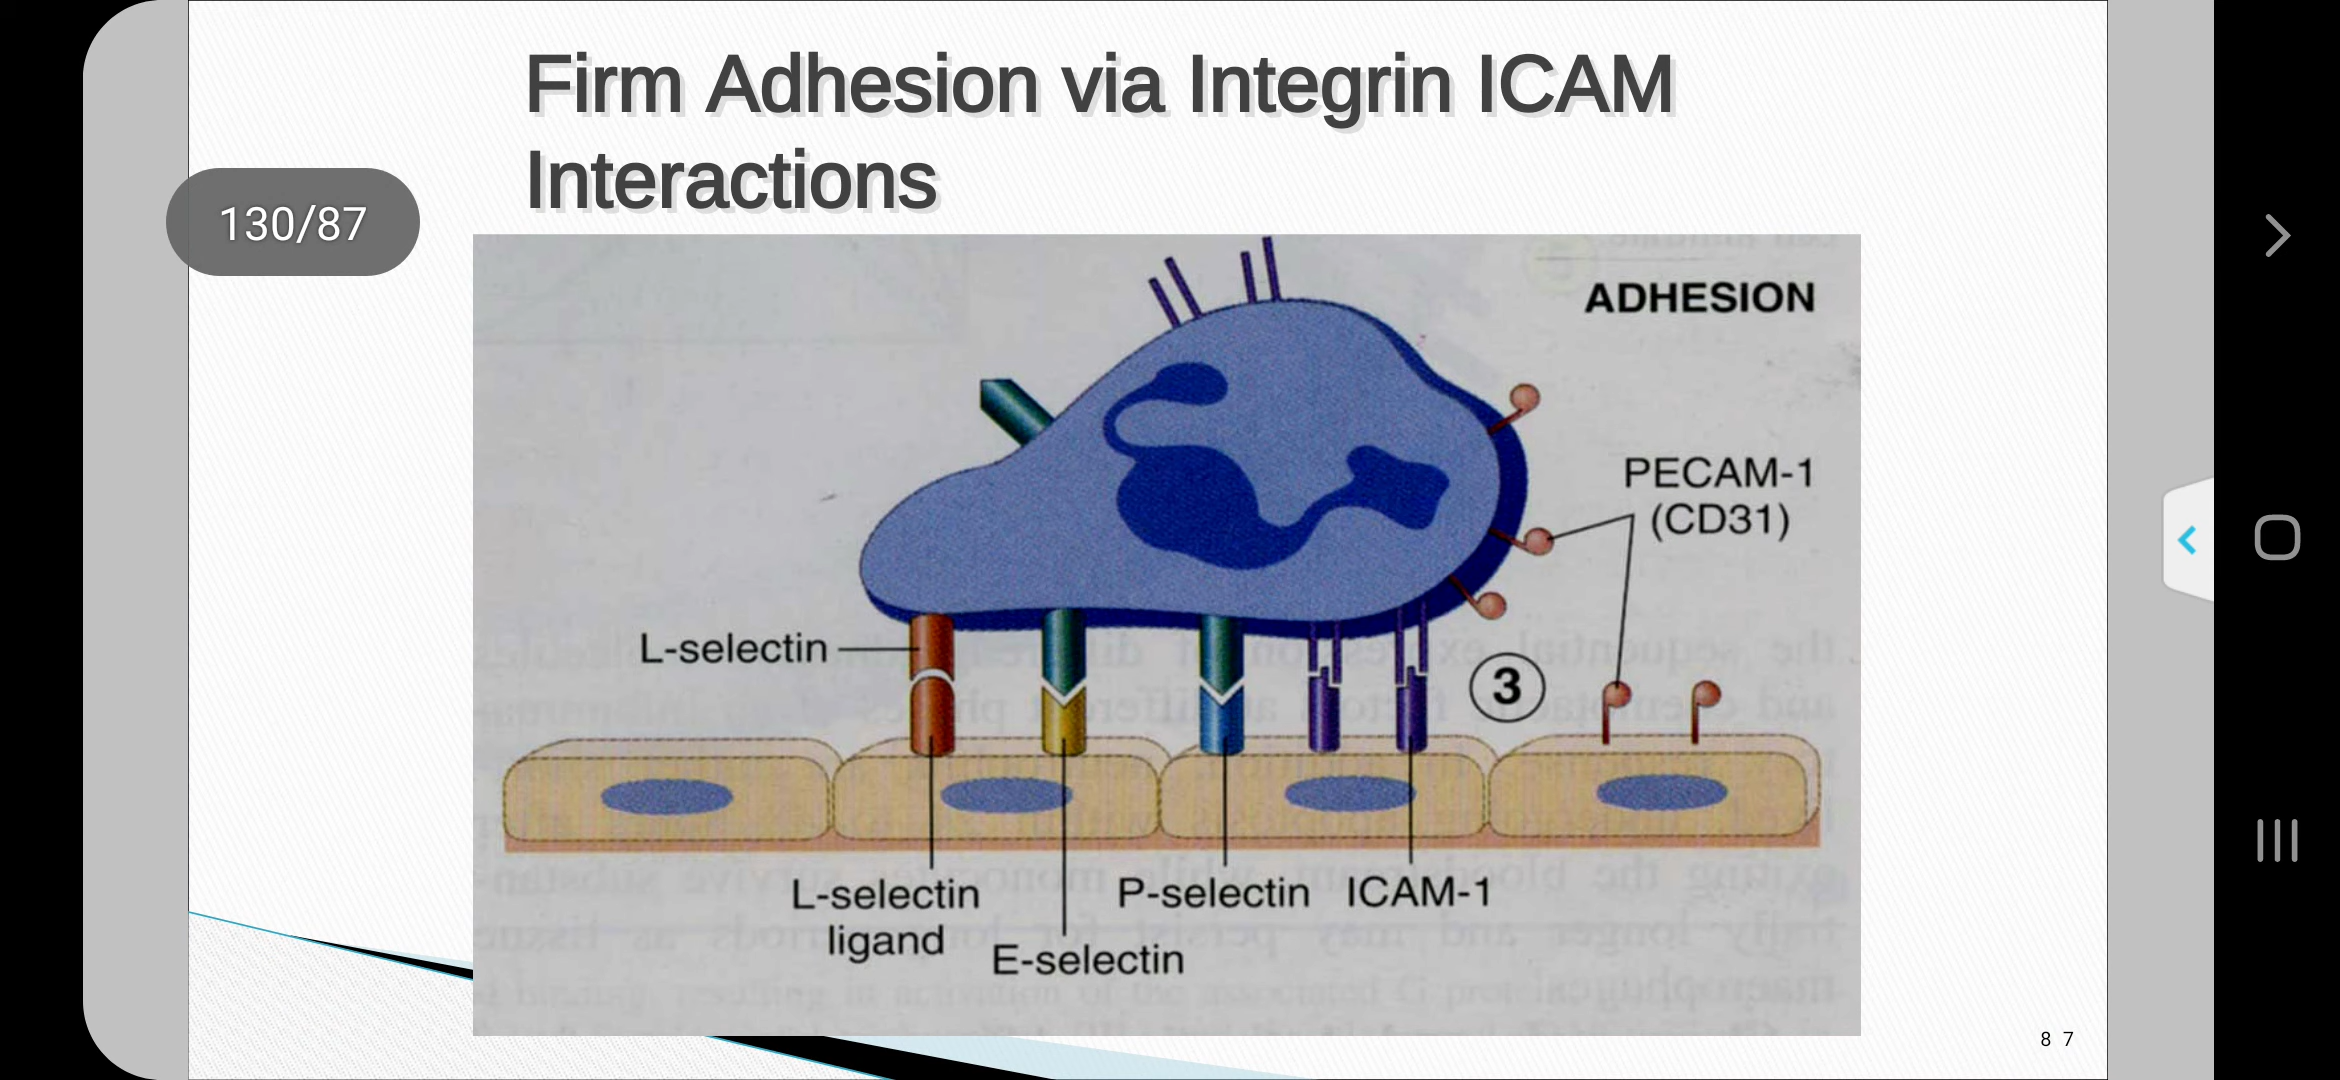 Firm Adhesion via Integrin ICAM
Interactions
130/87
ADHESION
PECAM-1
(CD31)
L-selectin
3
L-selectin
ligand
E-selectin
P-selectin
ICAM-1
8 7